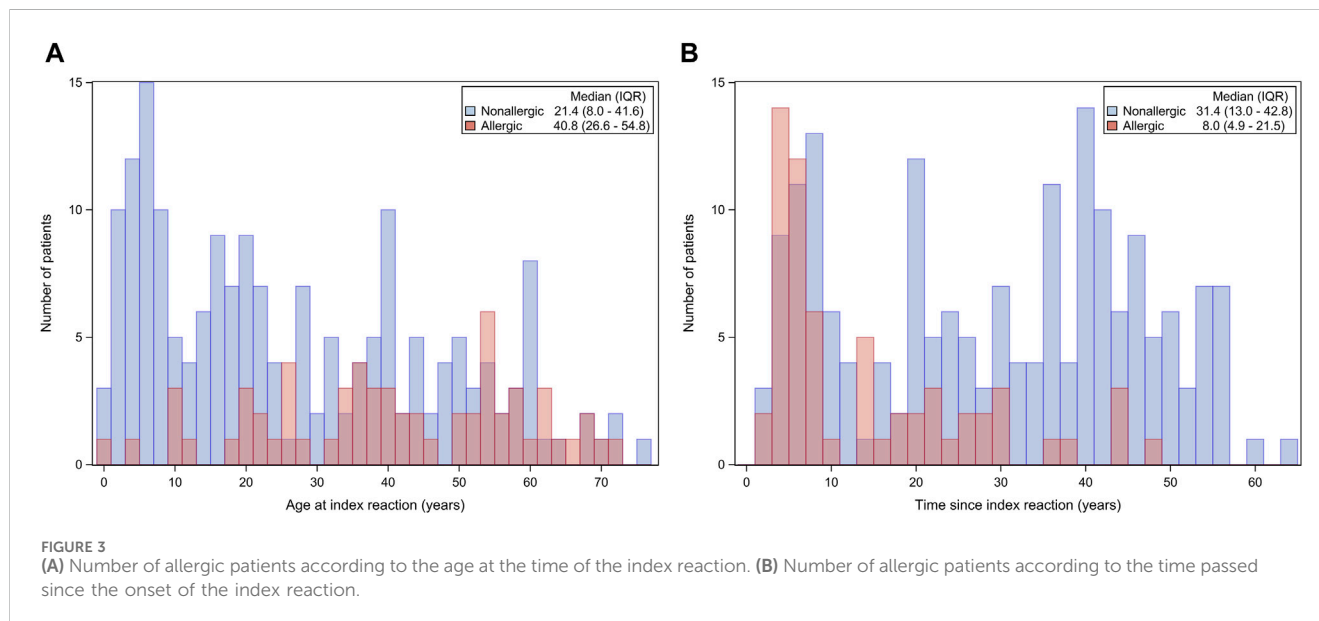 A
15
10
5
0
Number of patients
Median (IQR)
Nonallergic 21.4 (8.0 - 41.6)
Allergic 40.8 (26.6 - 54.8)
0 10 20 30 40 50 60 70
Age at index reaction (years)
B
15
10
5
0
Number of patients
Median (IQR)
Nonallergic 31.4 (13.0 - 42.8)
Allergic 8.0 (4.9 - 21.5)
0 10 20 30 40 50 60
Time since index reaction (years)
FIGURE 3
(A) Number of allergic patients according to the age at the time of the index reaction. (B) Number of allergic patients according to the time passed
since the onset of the index reaction.